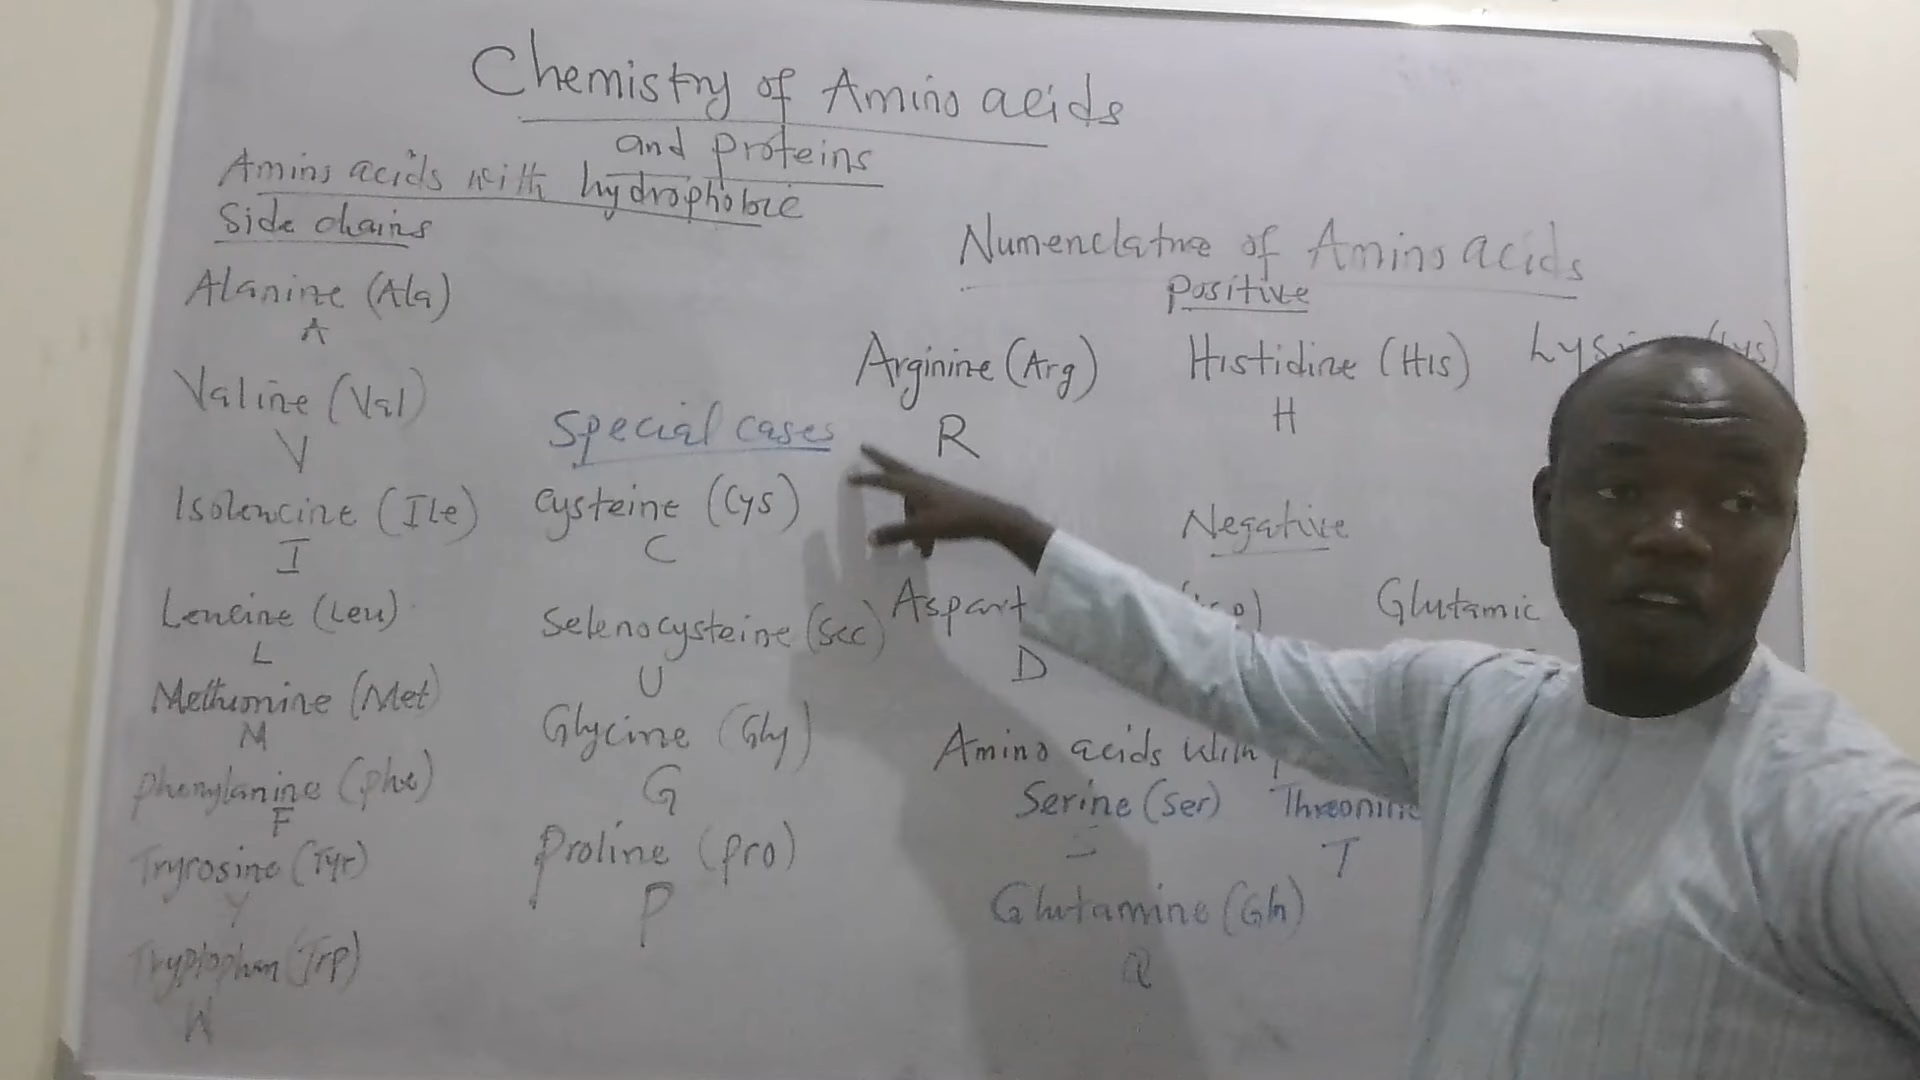 Chemistry of Amino acids
and proteins
Amino acids with hydrophobic
Side chains
Alanine (Ala)
A
Valine (Val)
V
Isoleucine (Ile)
I
Leucine (Leu)
L
Methionine (Met)
M
phenylanine (phe)
F
Tryrosine (Tyr)
Y
Tryptophan (Trp)
W
Special cases
Cysteine (Cys)
C
Selenocysteine (Sec)
U
Glycine (Gly)
G
Proline (pro)
P
Numenclature of Amino acids
Positive
Arginine (Arg) Histidine (His)
R H
Negative
Aspart Glutamic
D
Amino acids with
Serine (Ser) Threonine
T
Glutamine (Gln)
Q